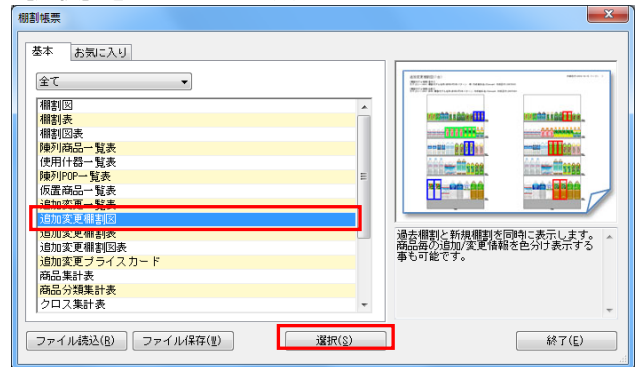 棚割帳票
基本
お気に入り
全て
棚割図
棚割表
棚割図表
陳列商品一覧表
使用什器一覧表
陳列POP一覧表
仮置商品一覧表
追加変更一覧表
追加変更棚割図
追加変更棚割表
追加変更棚割図表
追加変更プライスカード
商品集計表
商品分類集計表
クロス集計表
過去棚割と新規棚割を同時に表示します。
商品毎の追加/変更情報を色分け表示する
事も可能です。
ファイル読込(R)
ファイル保存(W)
選択(S)
終了(E)